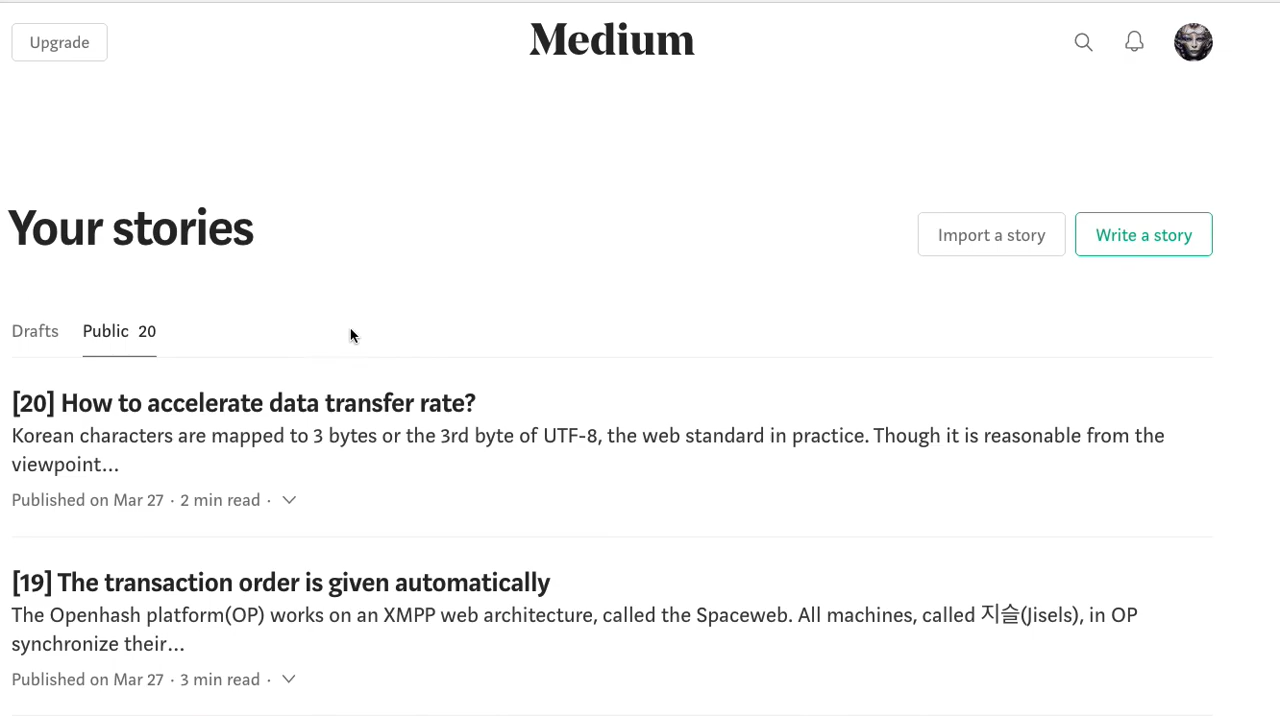 Upgrade
Medium
Your stories
Import a story
Write a story
Drafts
Public 20
[20] How to accelerate data transfer rate?
Korean characters are mapped to 3 bytes or the 3rd byte of UTF-8, the web standard in practice. Though it is reasonable from the
viewpoint...
Published on Mar 27 · 2 min read ·
[19] The transaction order is given automatically
The Openhash platform(OP) works on an XMPP web architecture, called the Spaceweb. All machines, called 지슬(Jisels), in OP
synchronize their...
Published on Mar 27 · 3 min read ·